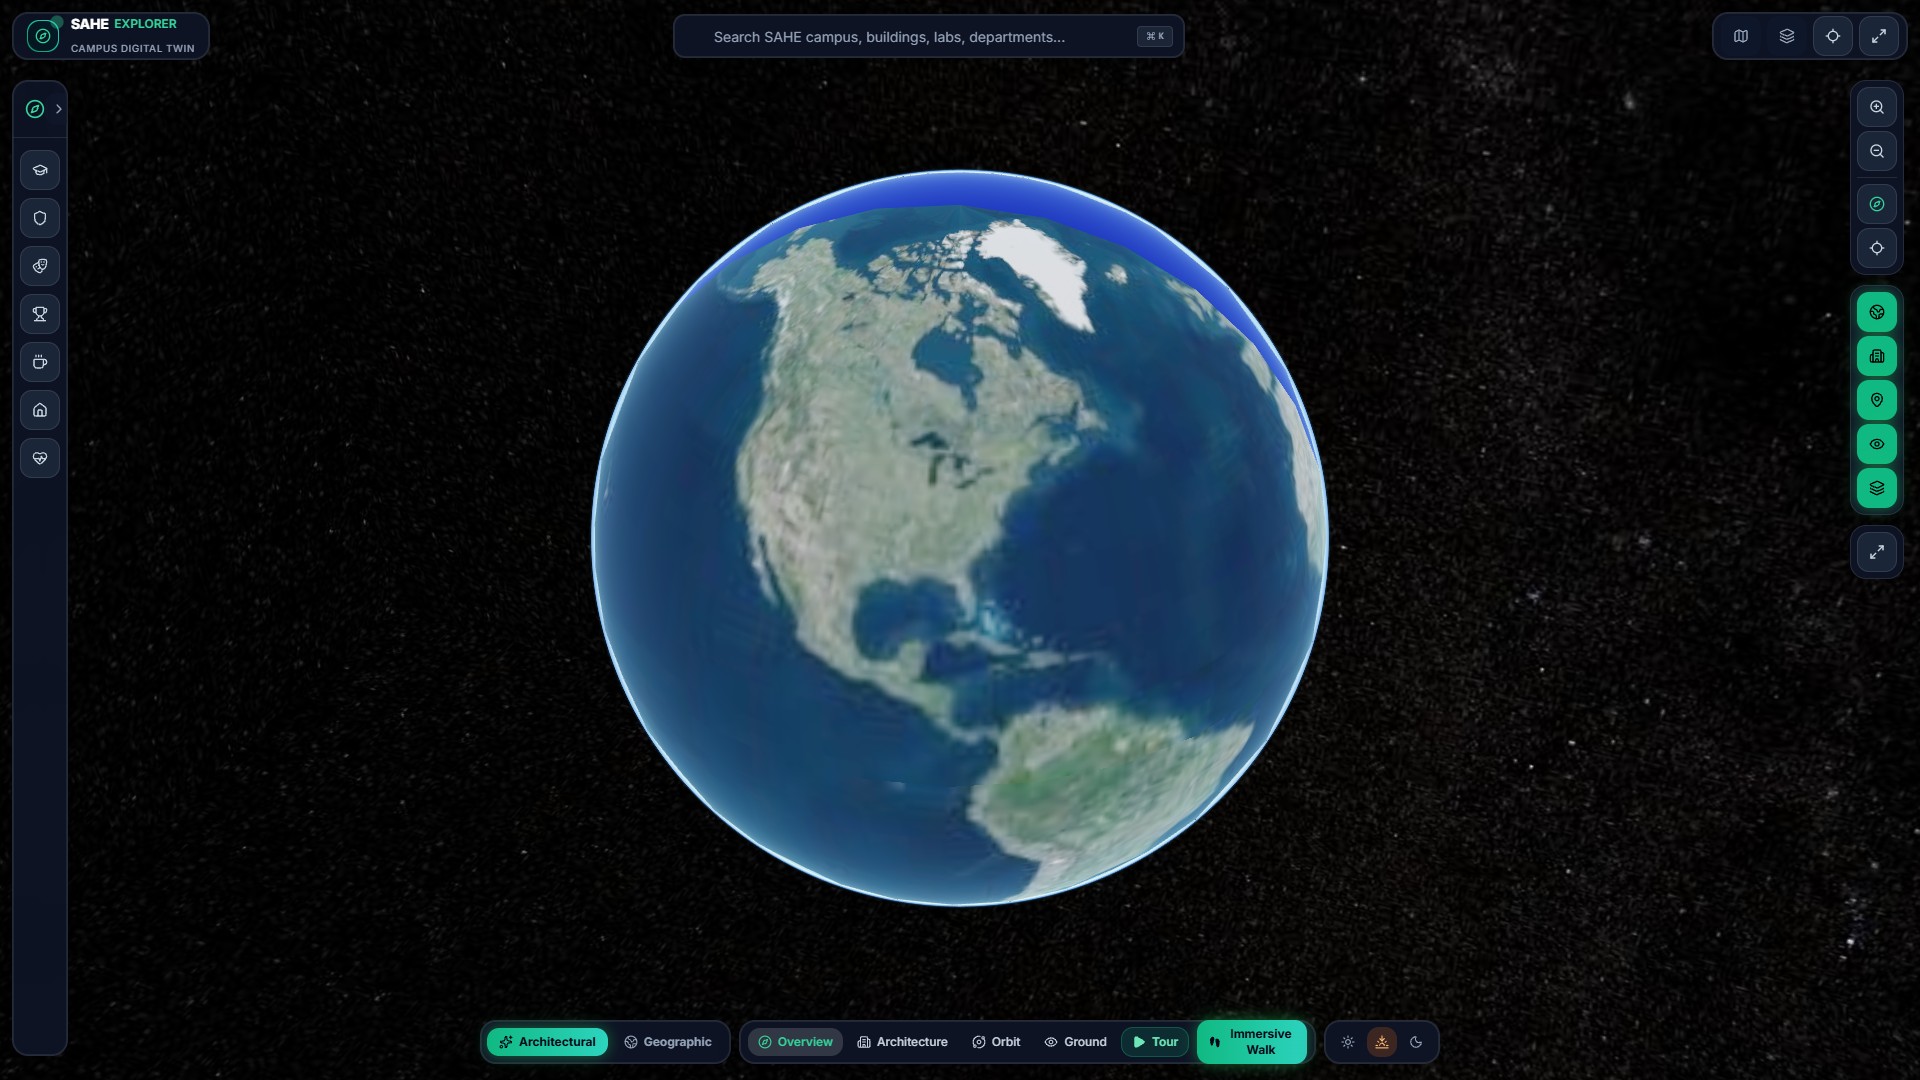 SAHE EXPLORER
CAMPUS DIGITAL TWIN
Search SAHE campus, buildings, labs, departments...
⌘ K
Architectural
Geographic
Overview
Architecture
Orbit
Ground
Tour
Immersive
Walk